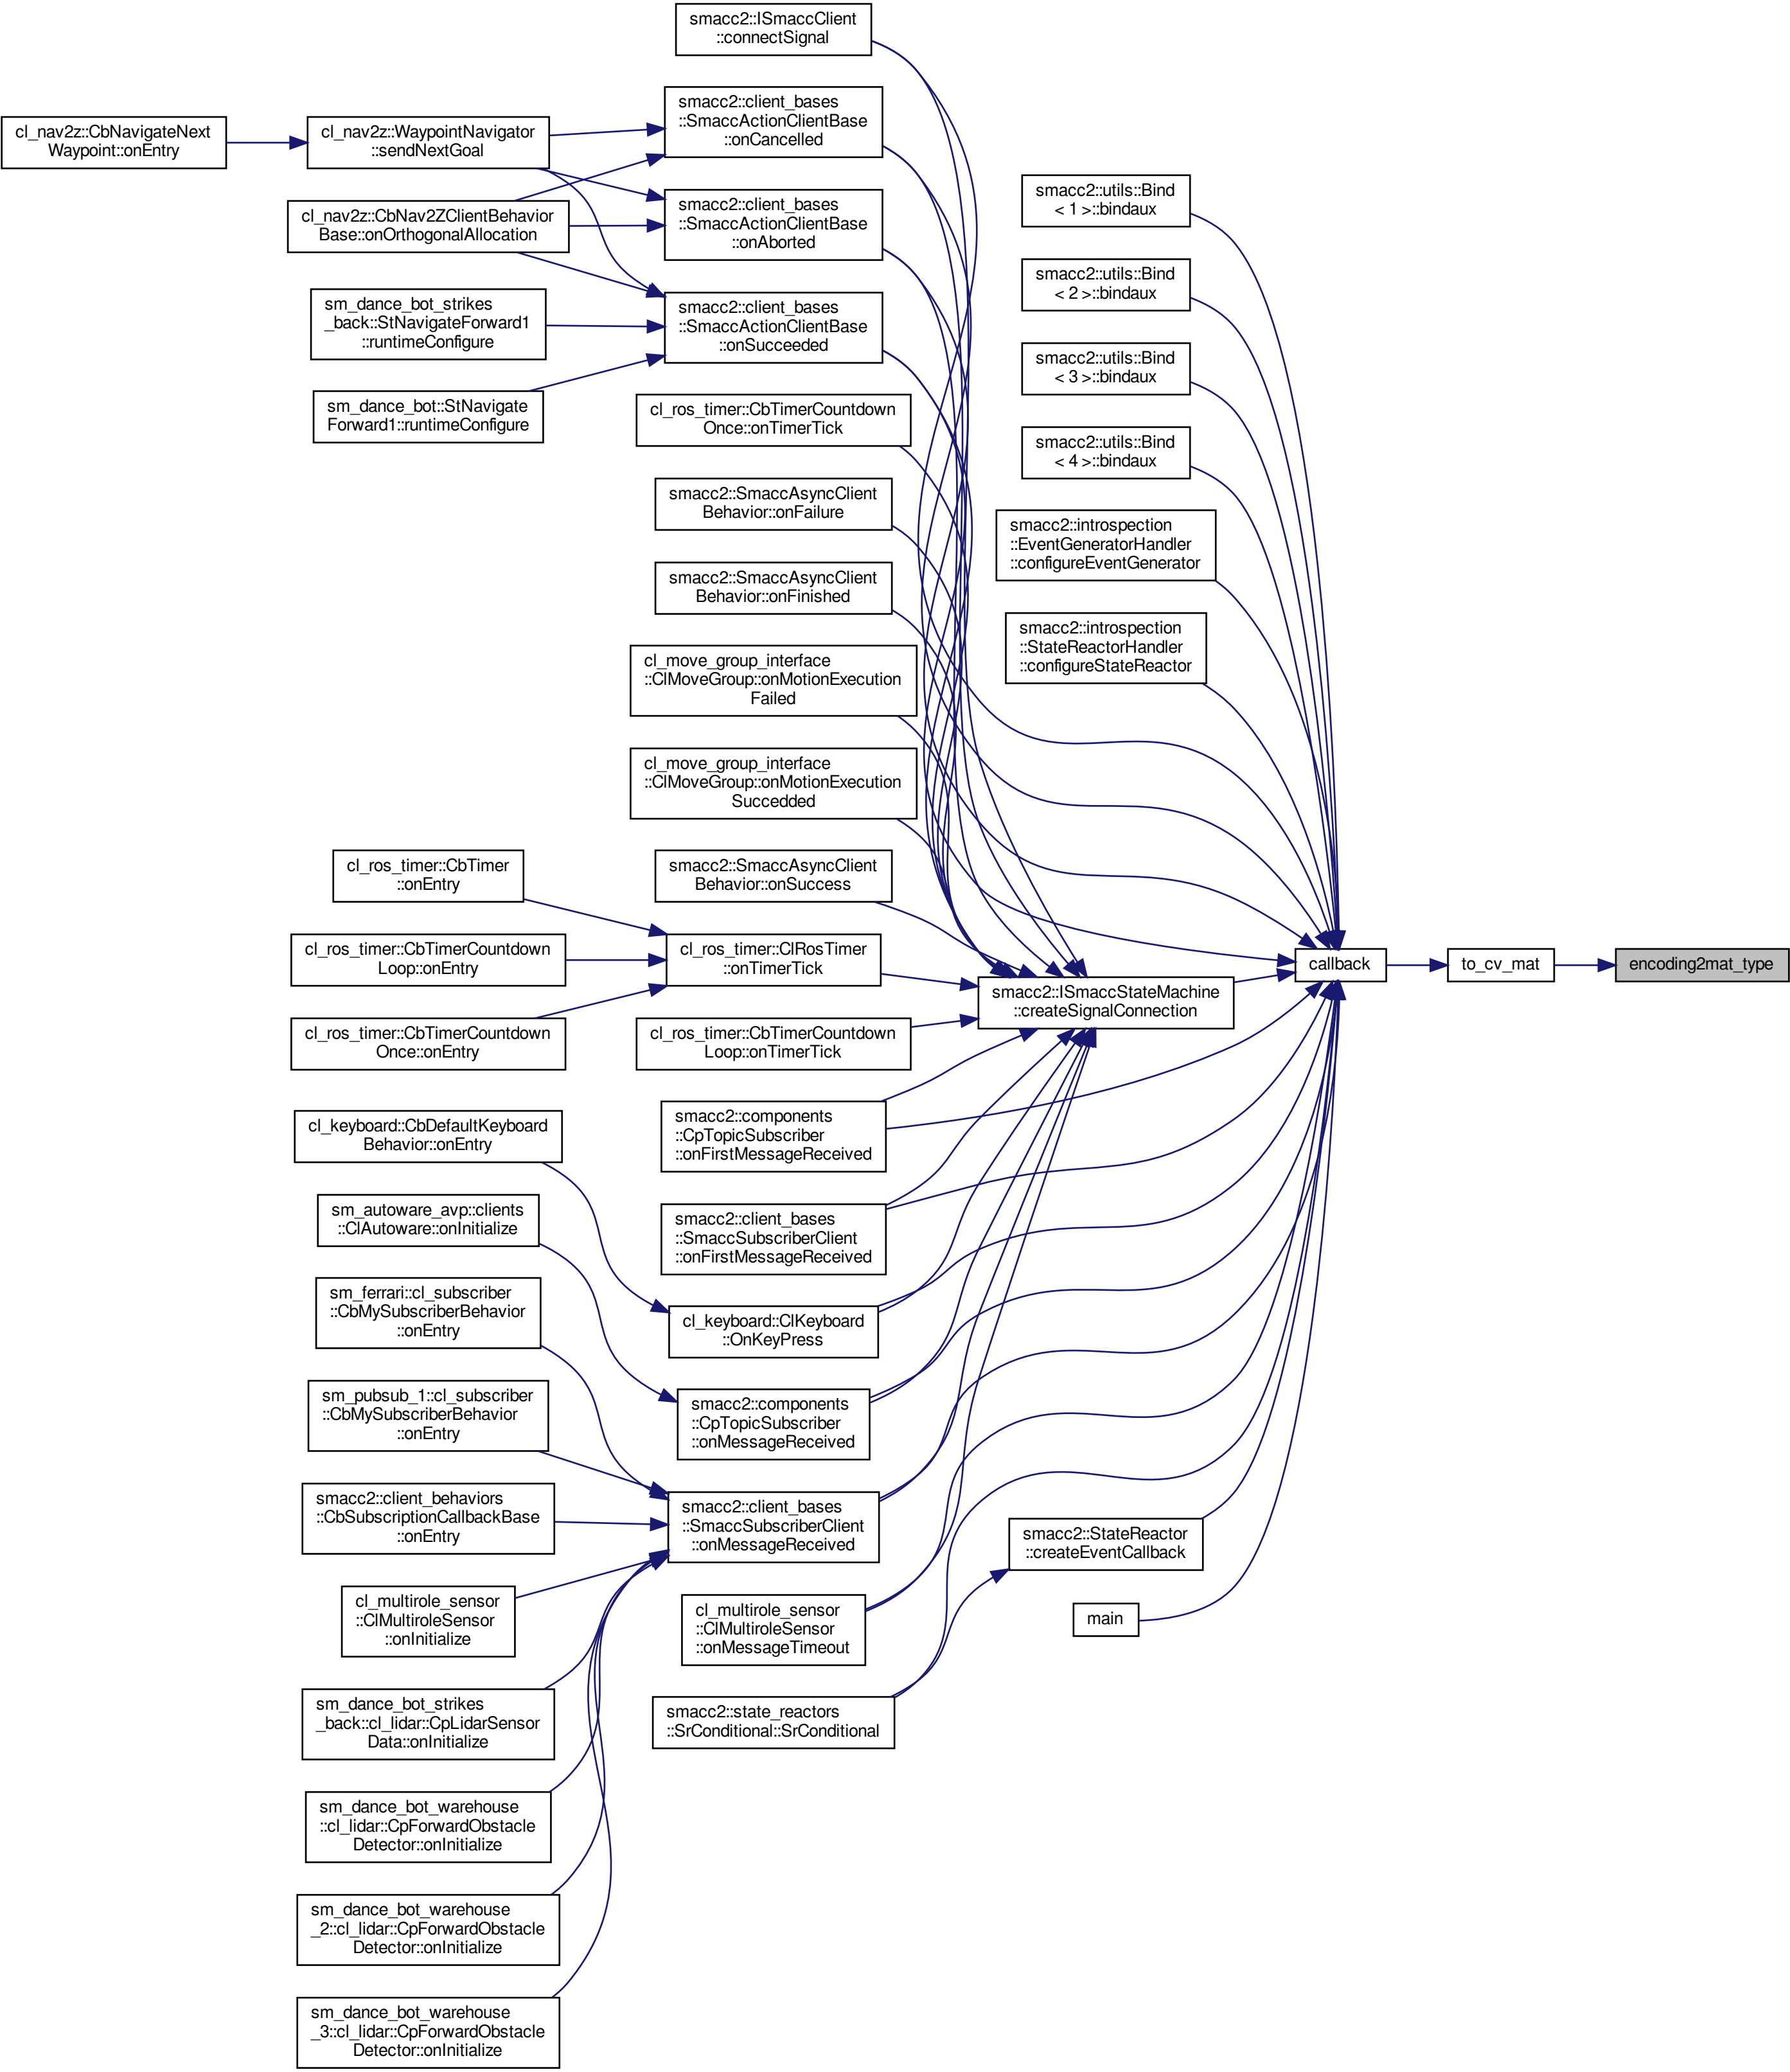 smacc2::ISmaccClient
::connectSignal
smacc2::client_bases
::SmaccActionClientBase
::onCancelled
cl_nav2z::CbNavigateNext
Waypoint::onEntry
cl_nav2z::WaypointNavigator
::sendNextGoal
smacc2::client_bases
::SmaccActionClientBase
::onAborted
cl_nav2z::CbNav2ZClientBehavior
Base::onOrthogonalAllocation
smacc2::client_bases
::SmaccActionClientBase
::onSucceeded
sm_dance_bot_strikes
_back::StNavigateForward1
::runtimeConfigure
sm_dance_bot::StNavigate
Forward1::runtimeConfigure
cl_ros_timer::CbTimerCountdown
Once::onTimerTick
smacc2::SmaccAsyncClient
Behavior::onFailure
smacc2::SmaccAsyncClient
Behavior::onFinished
cl_move_group_interface
::ClMoveGroup::onMotionExecution
Failed
cl_move_group_interface
::ClMoveGroup::onMotionExecution
Succedded
smacc2::SmaccAsyncClient
Behavior::onSuccess
cl_ros_timer::CbTimer
::onEntry
cl_ros_timer::CbTimerCountdown
Loop::onEntry
cl_ros_timer::CbTimerCountdown
Once::onEntry
cl_ros_timer::ClRosTimer
::onTimerTick
cl_ros_timer::CbTimerCountdown
Loop::onTimerTick
smacc2::components
::CpTopicSubscriber
::onFirstMessageReceived
smacc2::client_bases
::SmaccSubscriberClient
::onFirstMessageReceived
cl_keyboard::CbDefaultKeyboard
Behavior::onEntry
cl_keyboard::ClKeyboard
::OnKeyPress
sm_autoware_avp::clients
::ClAutoware::onInitialize
smacc2::components
::CpTopicSubscriber
::onMessageReceived
sm_ferrari::cl_subscriber
::CbMySubscriberBehavior
::onEntry
sm_pubsub_1::cl_subscriber
::CbMySubscriberBehavior
::onEntry
smacc2::client_behaviors
::CbSubscriptionCallbackBase
::onEntry
smacc2::client_bases
::SmaccSubscriberClient
::onMessageReceived
cl_multirole_sensor
::ClMultiroleSensor
::onInitialize
cl_multirole_sensor
::ClMultiroleSensor
::onMessageTimeout
sm_dance_bot_strikes
_back::cl_lidar::CpLidarSensor
Data::onInitialize
smacc2::state_reactors
::SrConditional::SrConditional
sm_dance_bot_warehouse
::cl_lidar::CpForwardObstacle
Detector::onInitialize
sm_dance_bot_warehouse
_2::cl_lidar::CpForwardObstacle
Detector::onInitialize
sm_dance_bot_warehouse
_3::cl_lidar::CpForwardObstacle
Detector::onInitialize
smacc2::utils::Bind
< 1 >::bindaux
smacc2::utils::Bind
< 2 >::bindaux
smacc2::utils::Bind
< 3 >::bindaux
smacc2::utils::Bind
< 4 >::bindaux
smacc2::introspection
::EventGeneratorHandler
::configureEventGenerator
smacc2::introspection
::StateReactorHandler
::configureStateReactor
smacc2::ISmaccStateMachine
::createSignalConnection
smacc2::StateReactor
::createEventCallback
main
callback
to_cv_mat
encoding2mat_type